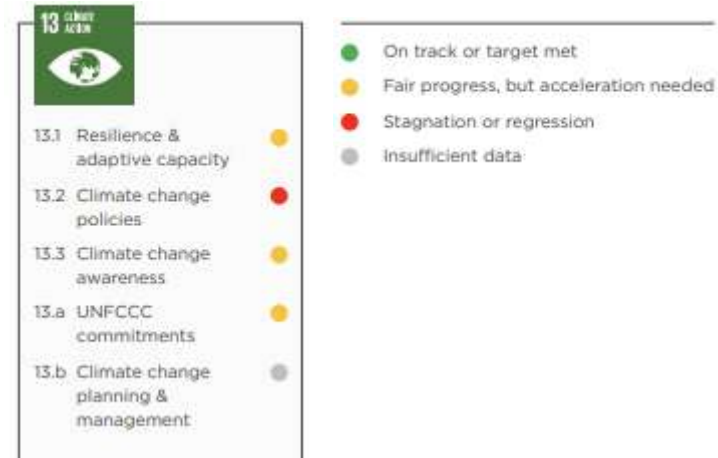 13 CLIMATE
ACTION
13.1 Resilience &
adaptive capacity
13.2 Climate change
policies
13.3 Climate change
awareness
13.a UNFCCC
commitments
13.b Climate change
planning &
management
On track or target met
Fair progress, but acceleration needed
Stagnation or regression
Insufficient data